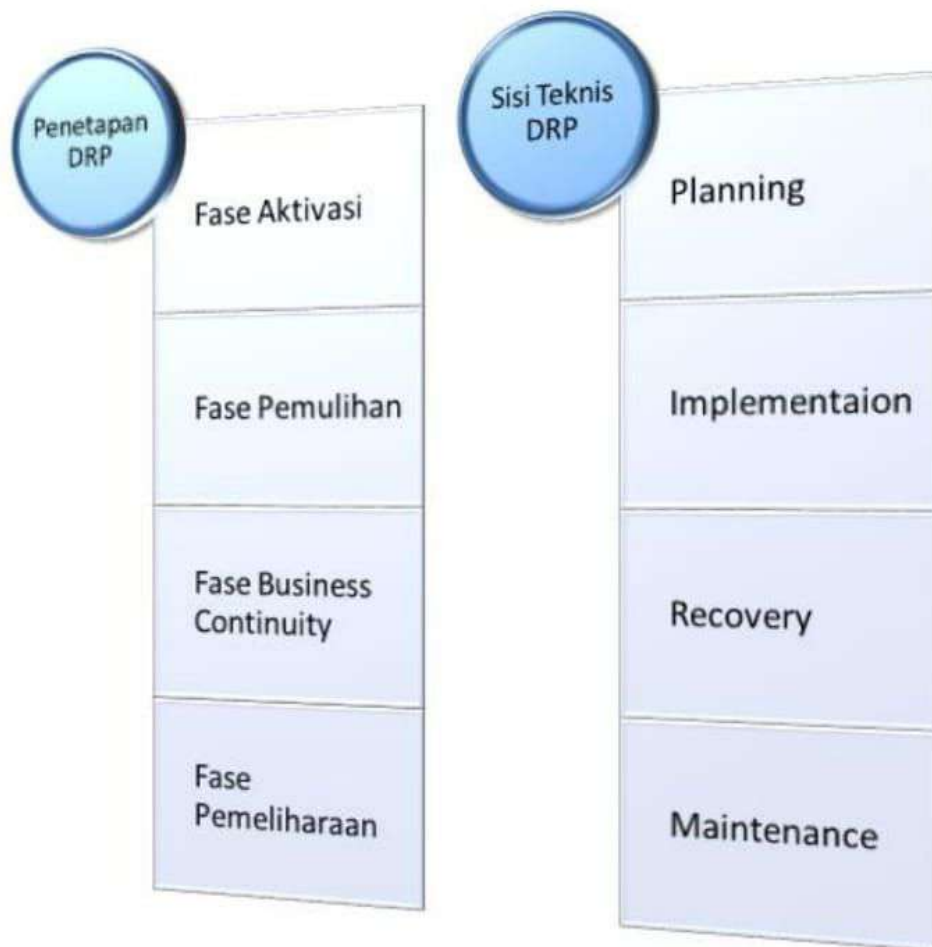 Penetapan
DRP
Fase Aktivasi
Fase Pemulihan
Fase Business
Continuity
Fase
Pemeliharaan
Sisi Teknis
DRP
Planning
Implementaion
Recovery
Maintenance